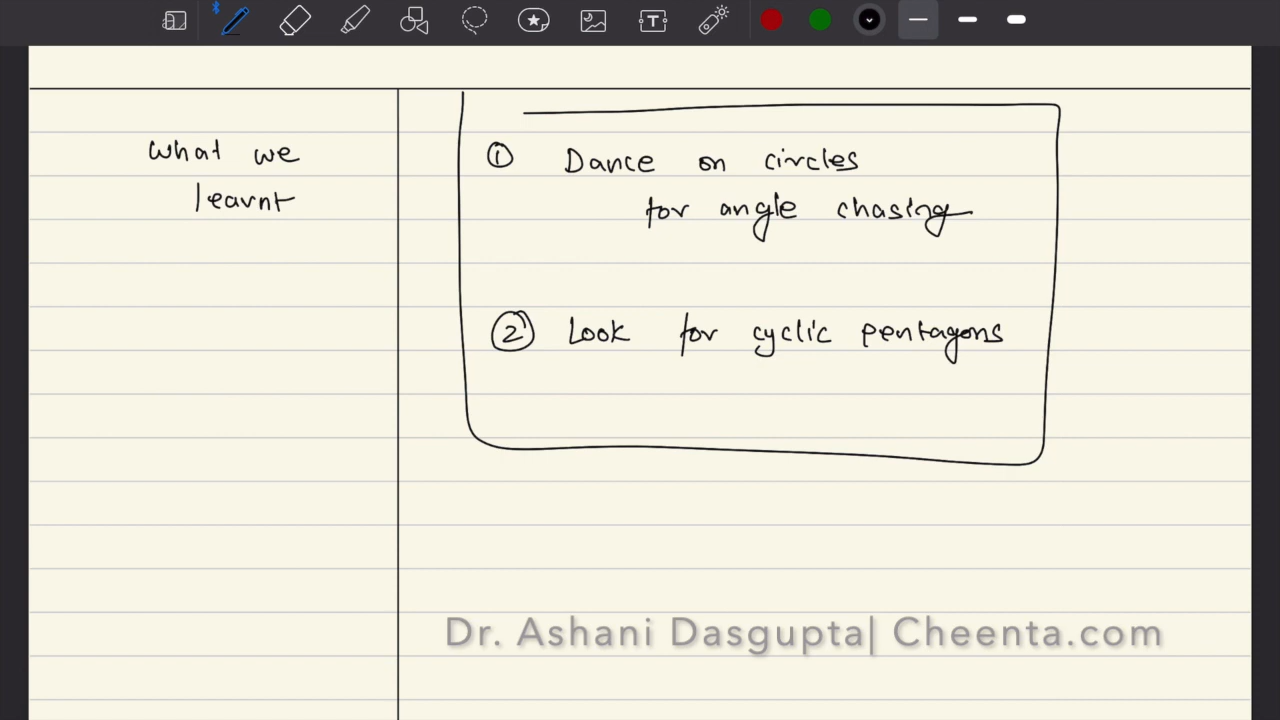 What we
learnt
① Dance on circles
for angle chasing
② Look for cyclic pentagons
Dr. Ashani Dasgupta| Cheenta.com